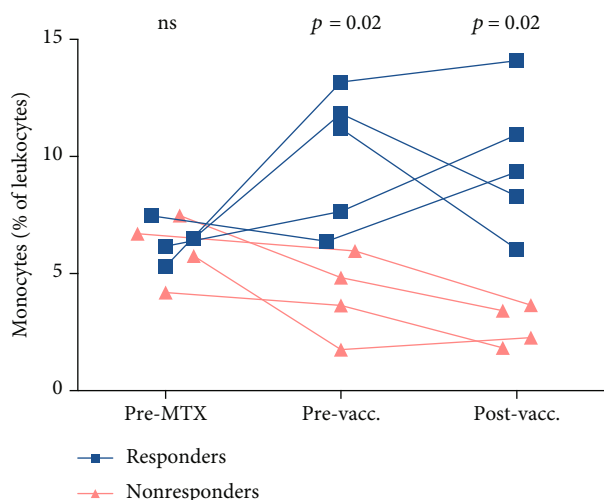 ns p = 0.02 p = 0.02
15
10
5
0
Monocytes (% of leukocytes)
Pre-MTX Pre-vacc. Post-vacc.
Responders
Nonresponders